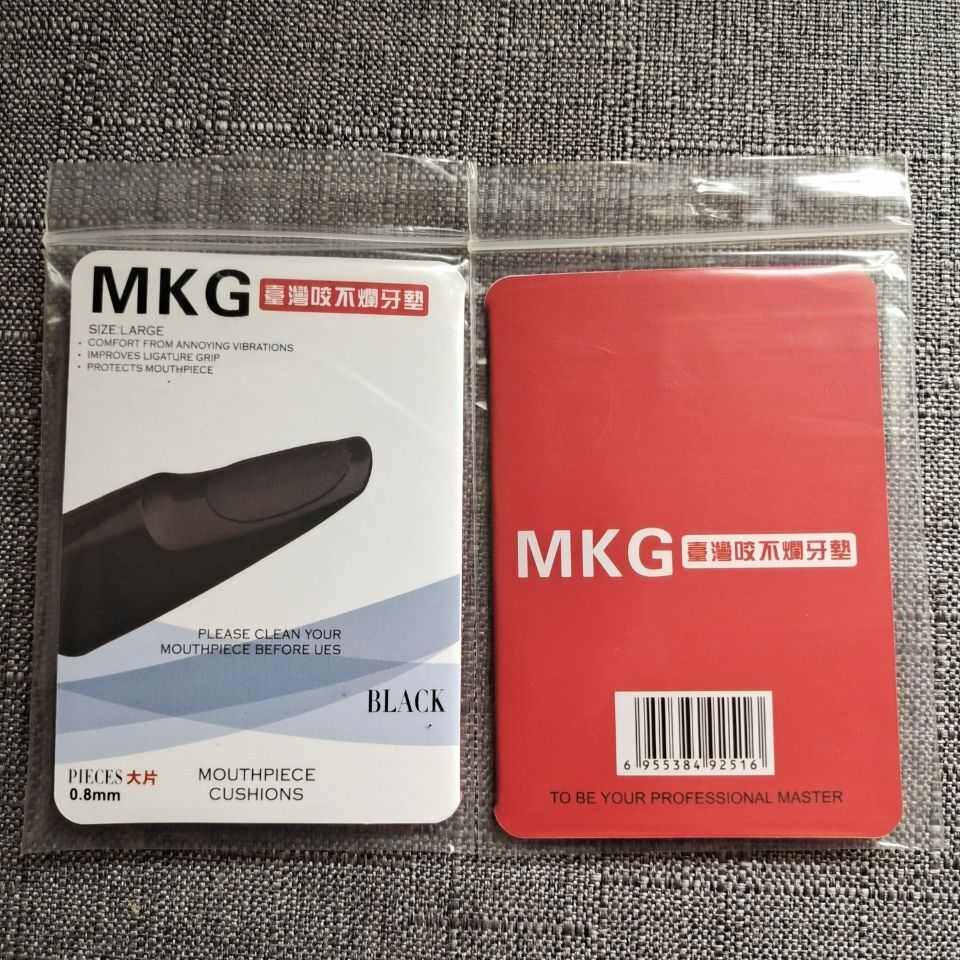 MKG 臺灣咬不爛牙墊
SIZE:LARGE
· COMFORT FROM ANNOYING VIBRATIONS
· IMPROVES LIGATURE GRIP
· PROTECTS MOUTHPIECE
PLEASE CLEAN YOUR
MOUTHPIECE BEFORE UES
BLACK
PIECES 大片
0.8mm
MOUTHPIECE
CUSHIONS
MKG 臺灣咬不爛牙墊
6 955384 92516
TO BE YOUR PROFESSIONAL MASTER